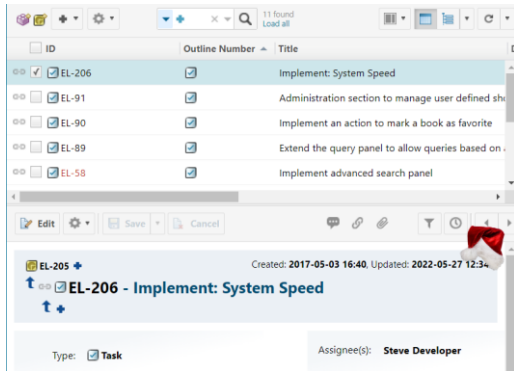 11 found
Load all
ID Outline Number Title
EL-206 Implement: System Speed
EL-91 Administration section to manage user defined
EL-90 Implement an action to mark a book as favorite
EL-89 Extend the query panel to allow queries based on
EL-58 Implement advanced search panel
Edit Save Cancel
EL-205 Created: 2017-05-03 16:40, Updated: 2022-05-27 12:34
EL-206 - Implement: System Speed
Type: Task Assignee(s): Steve Developer